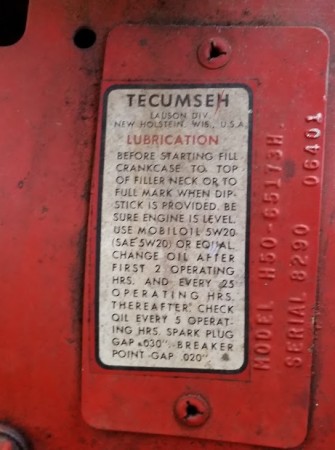 TECUMSEH
LAUSON DIV.
NEW HOLSTEIN, WIS., U.S.A.
LUBRICATION
BEFORE STARTING FILL
CRANKCASE TO TOP
OF FILLER NECK OR TO
FULL MARK WHEN DIP-
STICK IS PROVIDED. BE
SURE ENGINE IS LEVEL.
USE MOBILOIL 5W20
(SAE 5W20) OR EQUAL.
CHANGE OIL AFTER
FIRST 2 OPERATING
HRS. AND EVERY 25
OPERATING HRS.
THEREAFTER. CHECK
OIL EVERY 5 OPERAT-
ING HRS. SPARK PLUG
GAP .030". BREAKER
POINT GAP .020".
MODEL H50-65173H
SERIAL 8290 06401